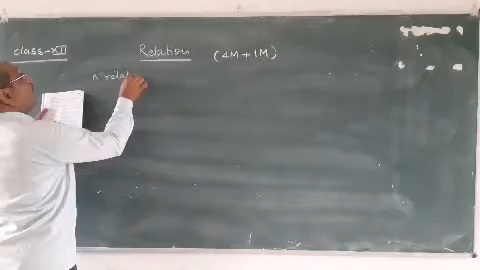 class-XII Relation (4M + 1M)
A relat